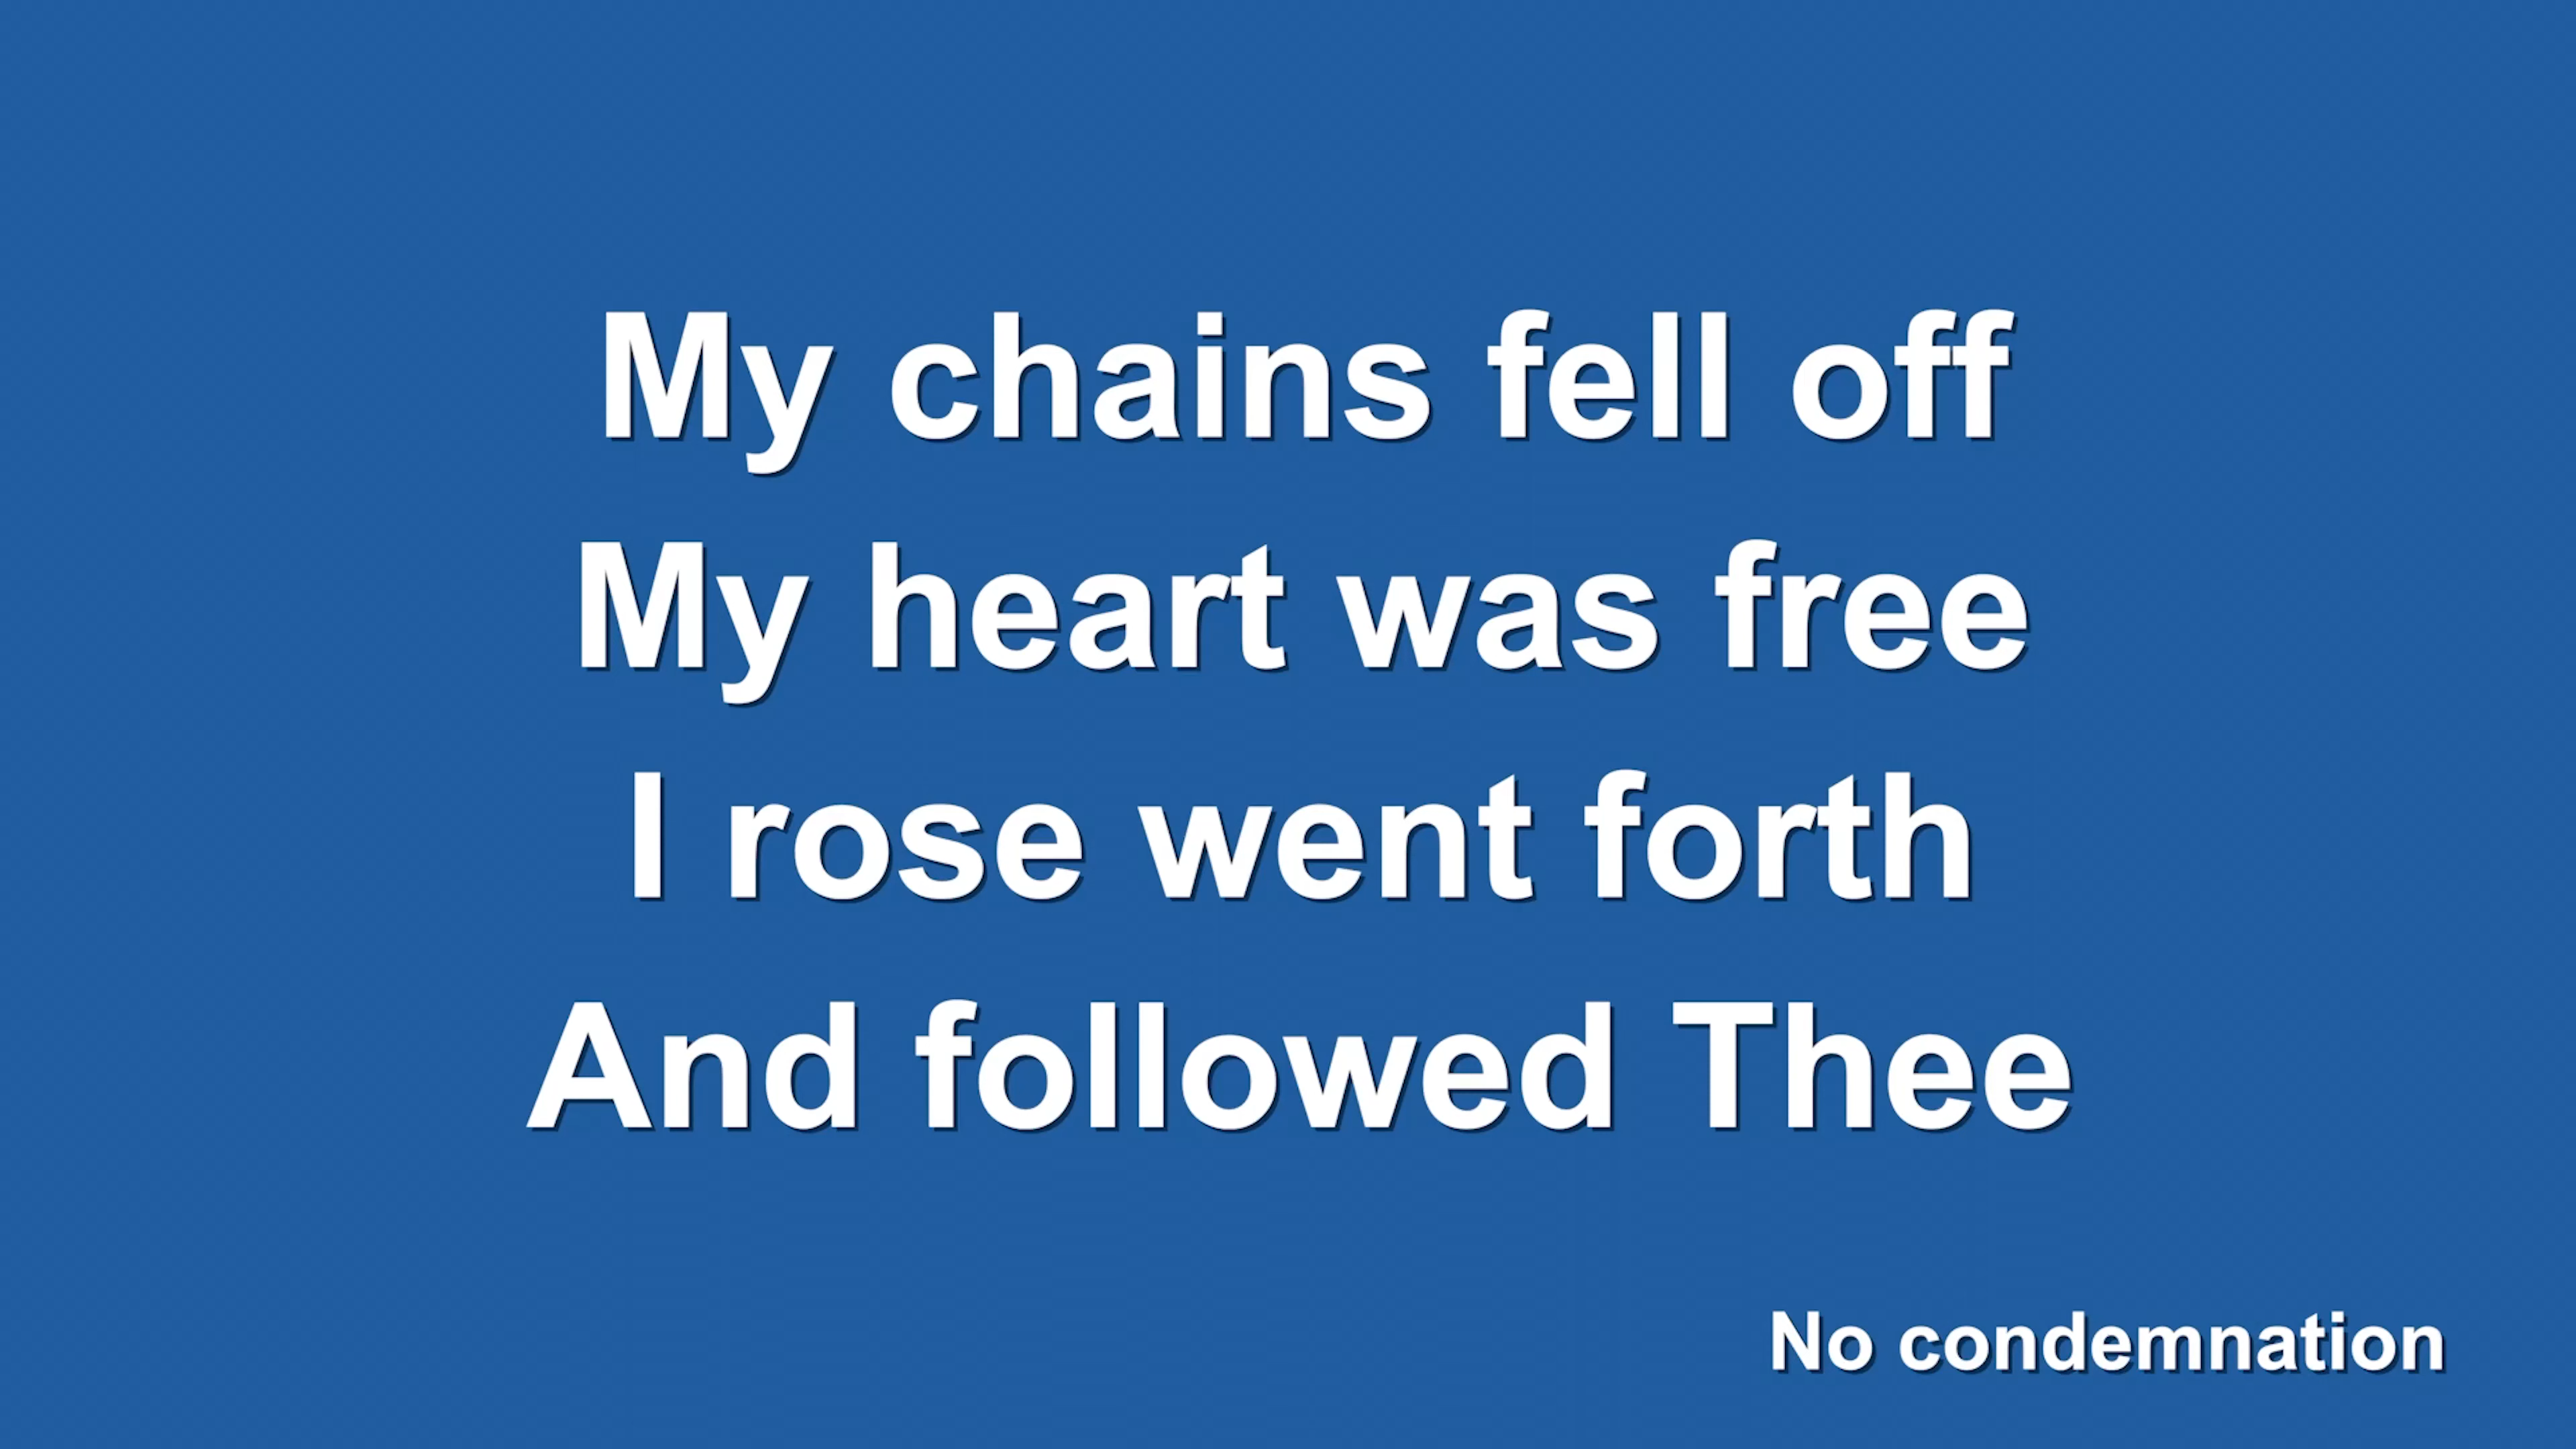 My chains fell off
My heart was free
I rose went forth
And followed Thee
No condemnation